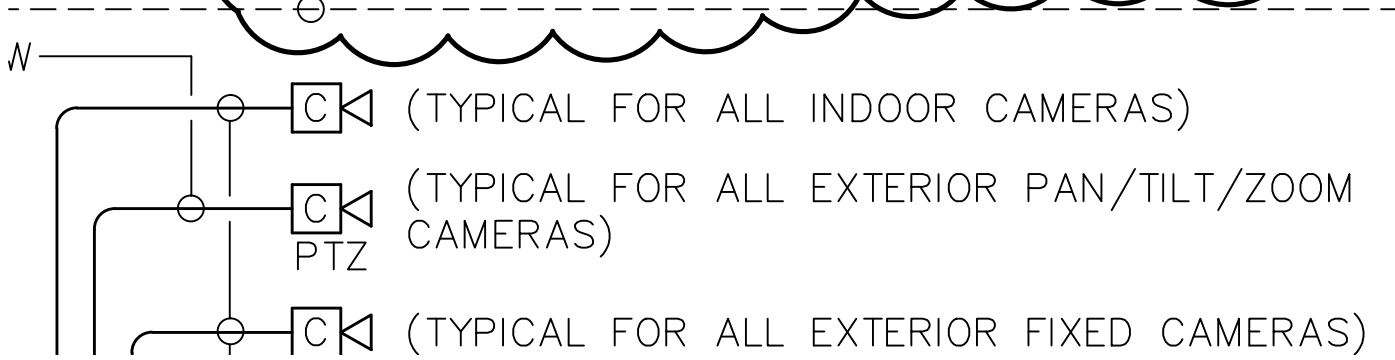 W
C (TYPICAL FOR ALL INDOOR CAMERAS)
C (TYPICAL FOR ALL EXTERIOR PAN/TILT/ZOOM
CAMERAS)
PTZ
C (TYPICAL FOR ALL EXTERIOR FIXED CAMERAS)